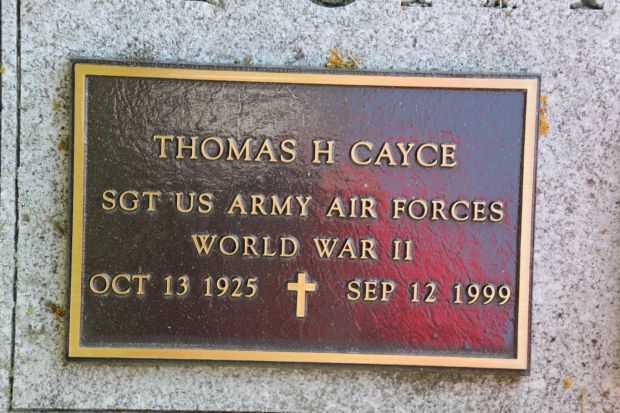 THOMAS H CAYCE
SGT US ARMY AIR FORCES
WORLD WAR II
OCT 13 1925 SEP 12 1999